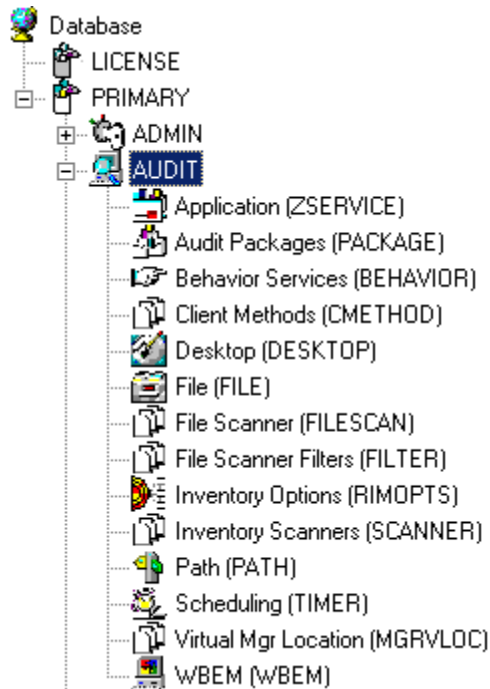 Database
LICENSE
PRIMARY
ADMIN
AUDIT
Application (ZSERVICE)
Audit Packages (PACKAGE)
Behavior Services (BEHAVIOR)
Client Methods (CMETHOD)
Desktop (DESKTOP)
File (FILE)
File Scanner (FILESCAN)
File Scanner Filters (FILTER)
Inventory Options (RIMOPTS)
Inventory Scanners (SCANNER)
Path (PATH)
Scheduling (TIMER)
Virtual Mgr Location (MGRVLOC)
WBEM (WBEM)